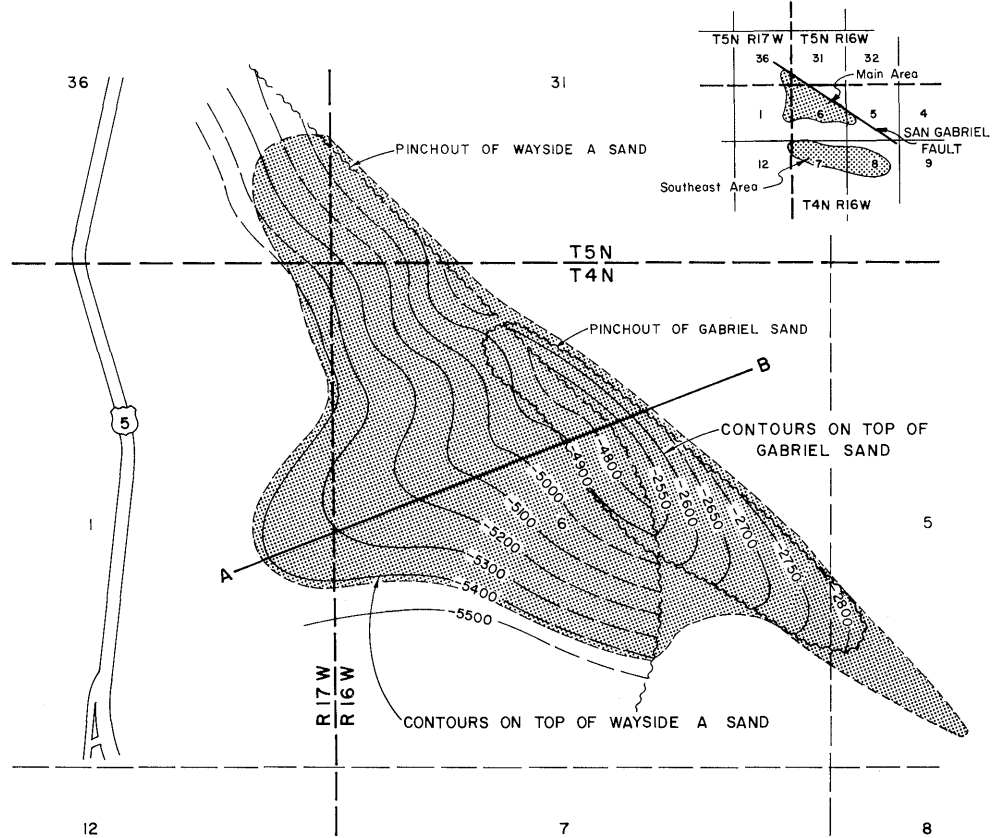 T5N R17W
T5N R16W
36
31
32
Main Area
1
6
5
4
SAN GABRIEL
FAULT
12
7
8
9
Southeast Area
T4N R16W
36
31
PINCHOUT OF WAYSIDE A SAND
T5N
T4N
PINCHOUT OF GABRIEL SAND
B
5
CONTOURS ON TOP OF
GABRIEL SAND
-4800
-4900
-2550
-2600
-2650
-2700
-2750
-2800
-5000
-5100
-5200
-5300
-5400
-5500
1
6
5
A
R17W
R16W
CONTOURS ON TOP OF WAYSIDE A SAND
12
7
8